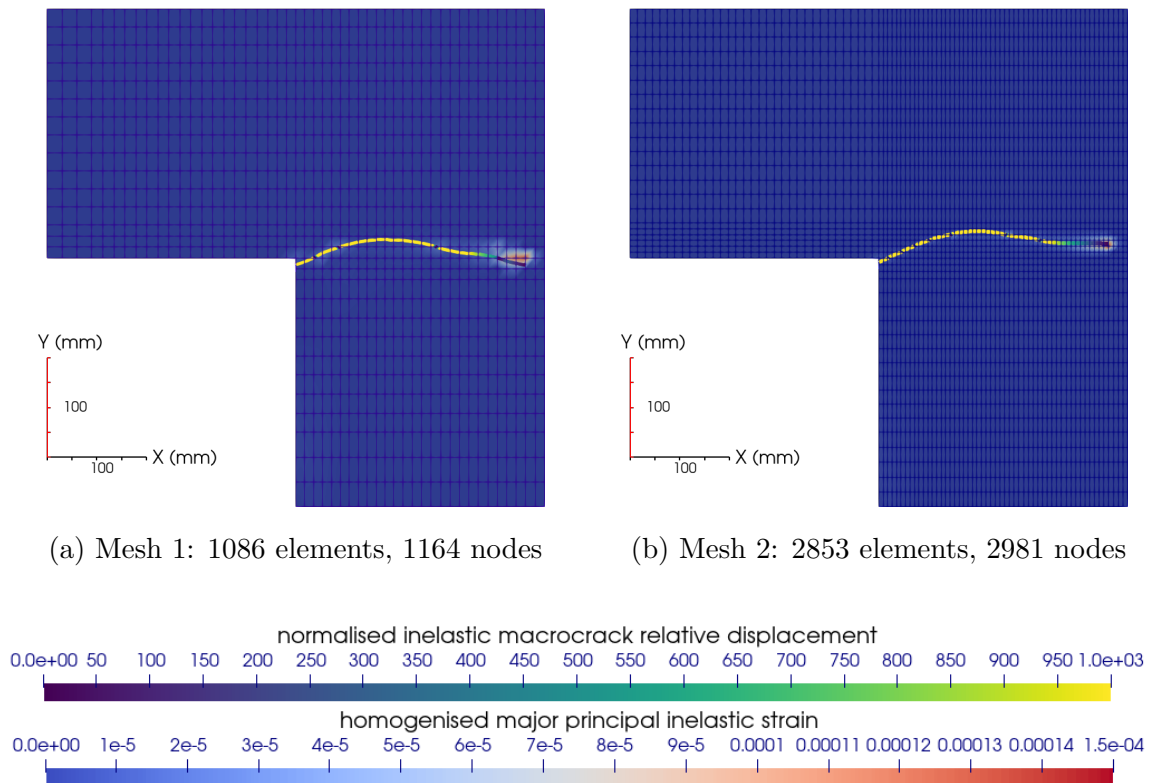 Y (mm)
100
X (mm)
100
Y (mm)
100
X (mm)
100
(a) Mesh 1: 1086 elements, 1164 nodes
(b) Mesh 2: 2853 elements, 2981 nodes
normalised inelastic macrocrack relative displacement
0.0e+00 50 100 150 200 250 300 350 400 450 500 550 600 650 700 750 800 850 900 950 1.0e+03
homogenised major principal inelastic strain
0.0e+00 1e-5 2e-5 3e-5 4e-5 5e-5 6e-5 7e-5 8e-5 9e-5 0.0001 0.00011 0.00012 0.00013 0.00014 1.5e-04